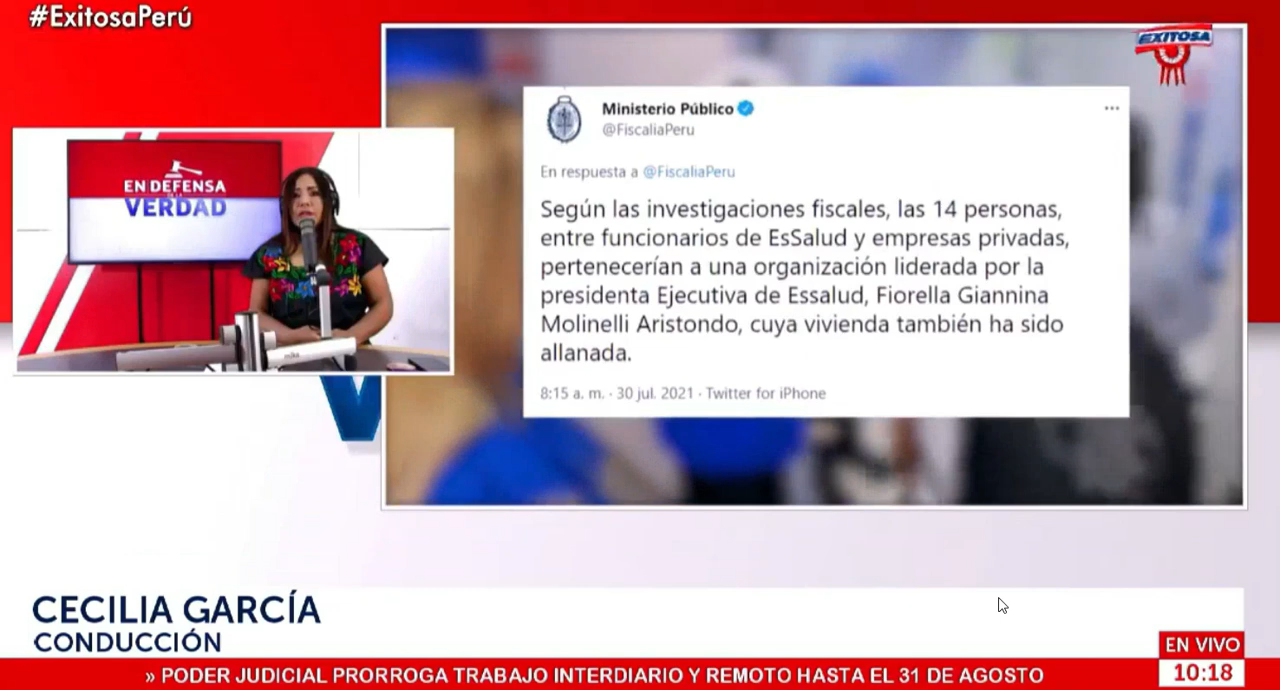 #ExitosaPerú
EXITOSA
EN DEFENSA
DE LA
VERDAD
Ministerio Público
@FiscaliaPeru
En respuesta a @FiscaliaPeru
Según las investigaciones fiscales, las 14 personas,
entre funcionarios de EsSalud y empresas privadas,
pertenecerían a una organización liderada por la
presidenta Ejecutiva de Essalud, Fiorella Giannina
Molinelli Aristondo, cuya vivienda también ha sido
allanada.
8:15 a. m. · 30 jul. 2021 · Twitter for iPhone
V
CECILIA GARCÍA
CONDUCCIÓN
EN VIVO
» PODER JUDICIAL PRORROGA TRABAJO INTERDIARIO Y REMOTO HASTA EL 31 DE AGOSTO
10:18